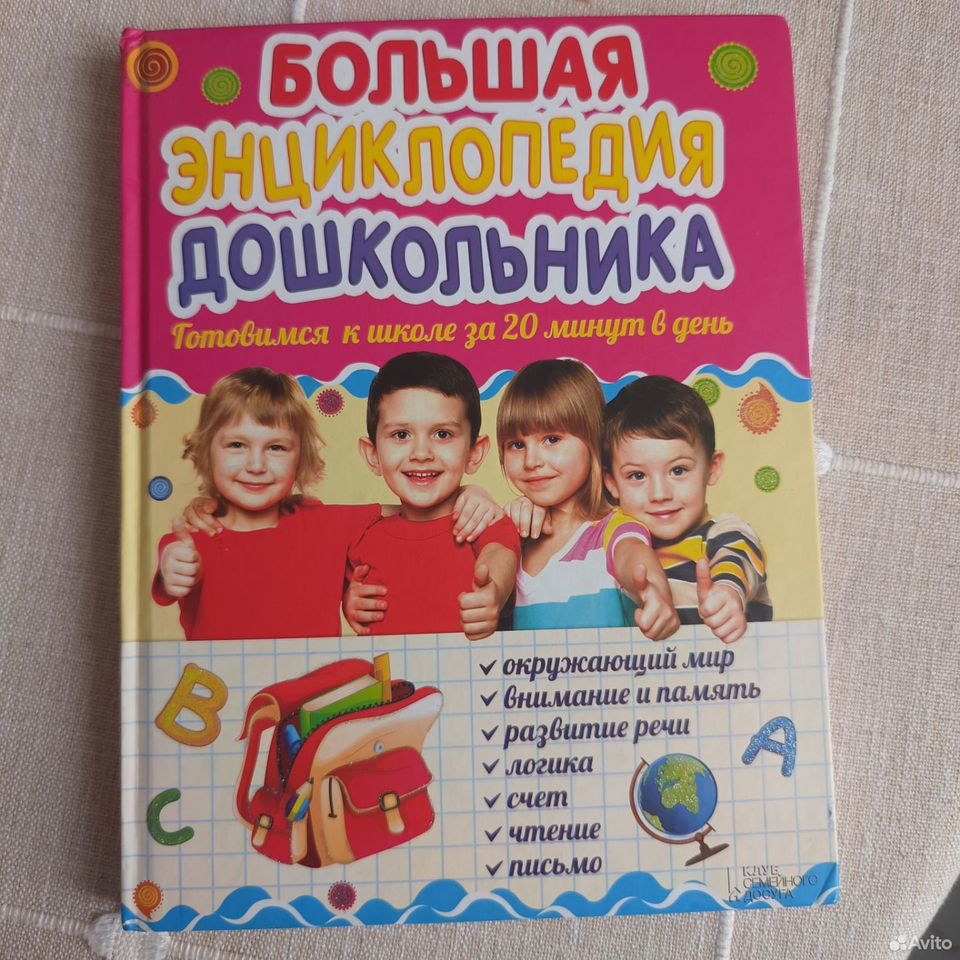 БОЛЬШАЯ
ЭНЦИКЛОПЕДИЯ
ДОШКОЛЬНИКА
Готовимся к школе за 20 минут в день
окружающий мир
внимание и память
развитие речи
логика
счет
чтение
письмо
В
А
С
КЛУБ
СЕМЕЙНОГО
ДОСУГА
Avito